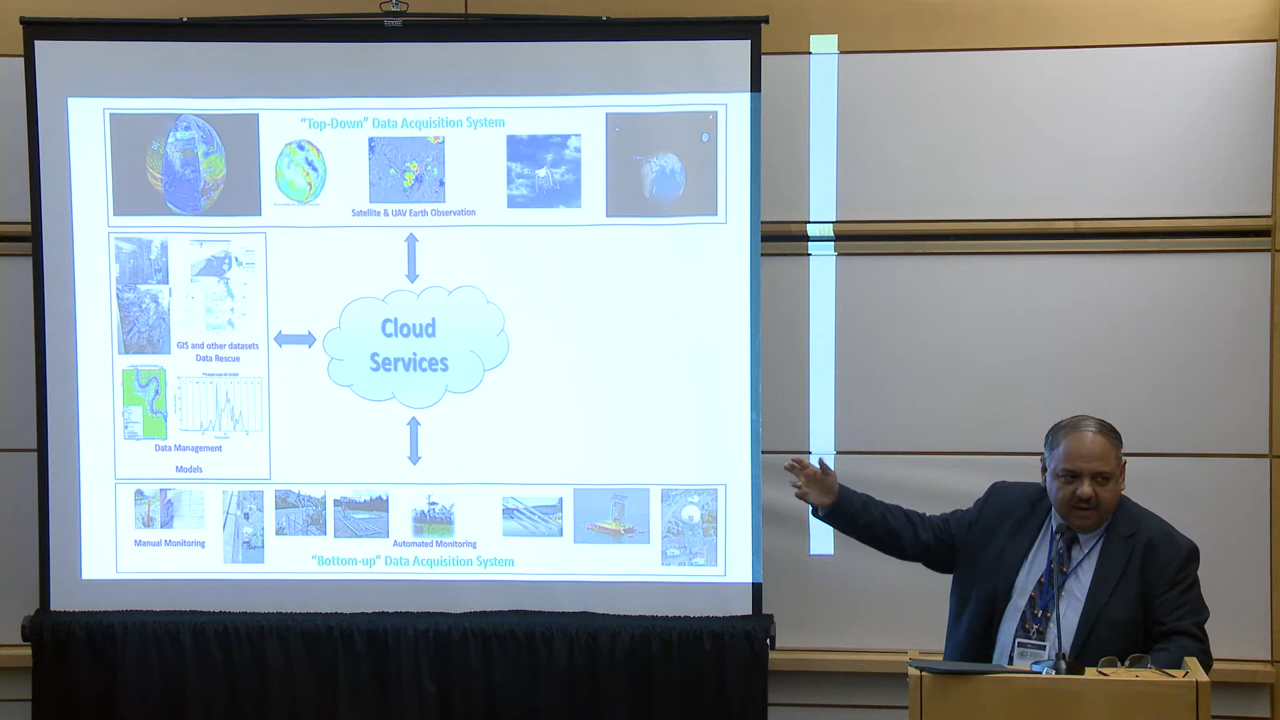 “Top-Down” Data Acquisition System
Satellite & UAV Earth Observation
GIS and other datasets
Data Rescue
Cloud
Services
Data Management
Models
Manual Monitoring
Automated Monitoring
“Bottom-up” Data Acquisition System